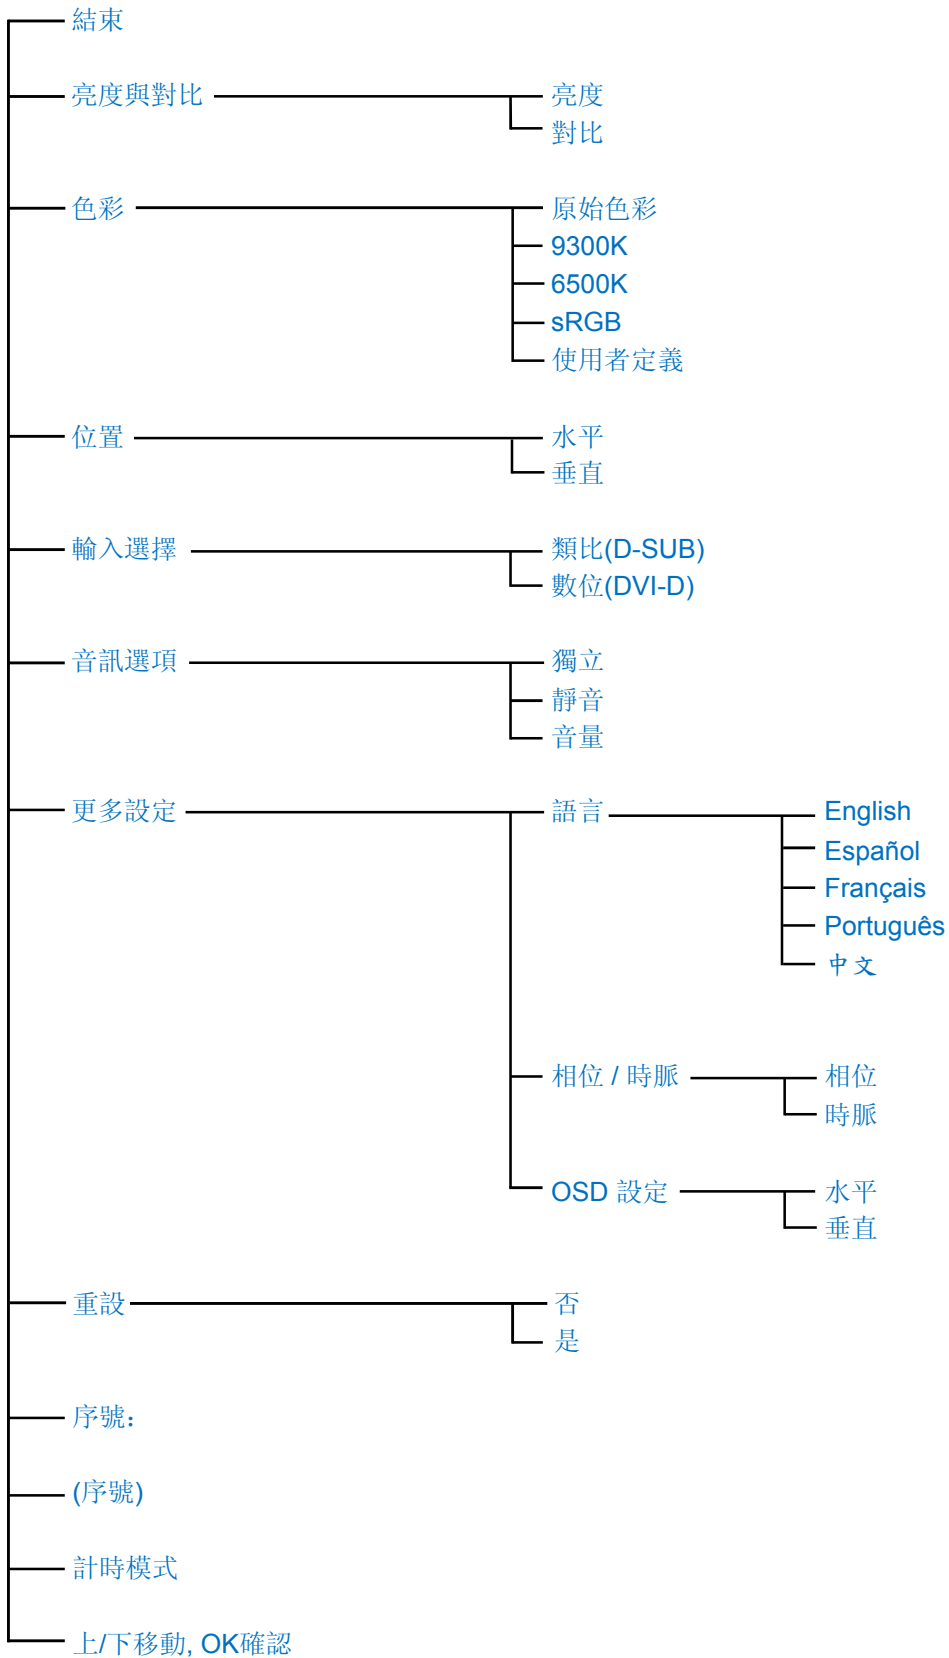 結束
亮度與對比
亮度
對比
色彩
原始色彩
9300K
6500K
sRGB
使用者定義
位置
水平
垂直
輸入選擇
類比(D-SUB)
數位(DVI-D)
音訊選項
獨立
靜音
音量
更多設定
語言
English
Español
Français
Português
中文
相位 / 時脈
相位
時脈
OSD 設定
水平
垂直
重設
否
是
序號：
(序號)
計時模式
上/下移動, OK確認